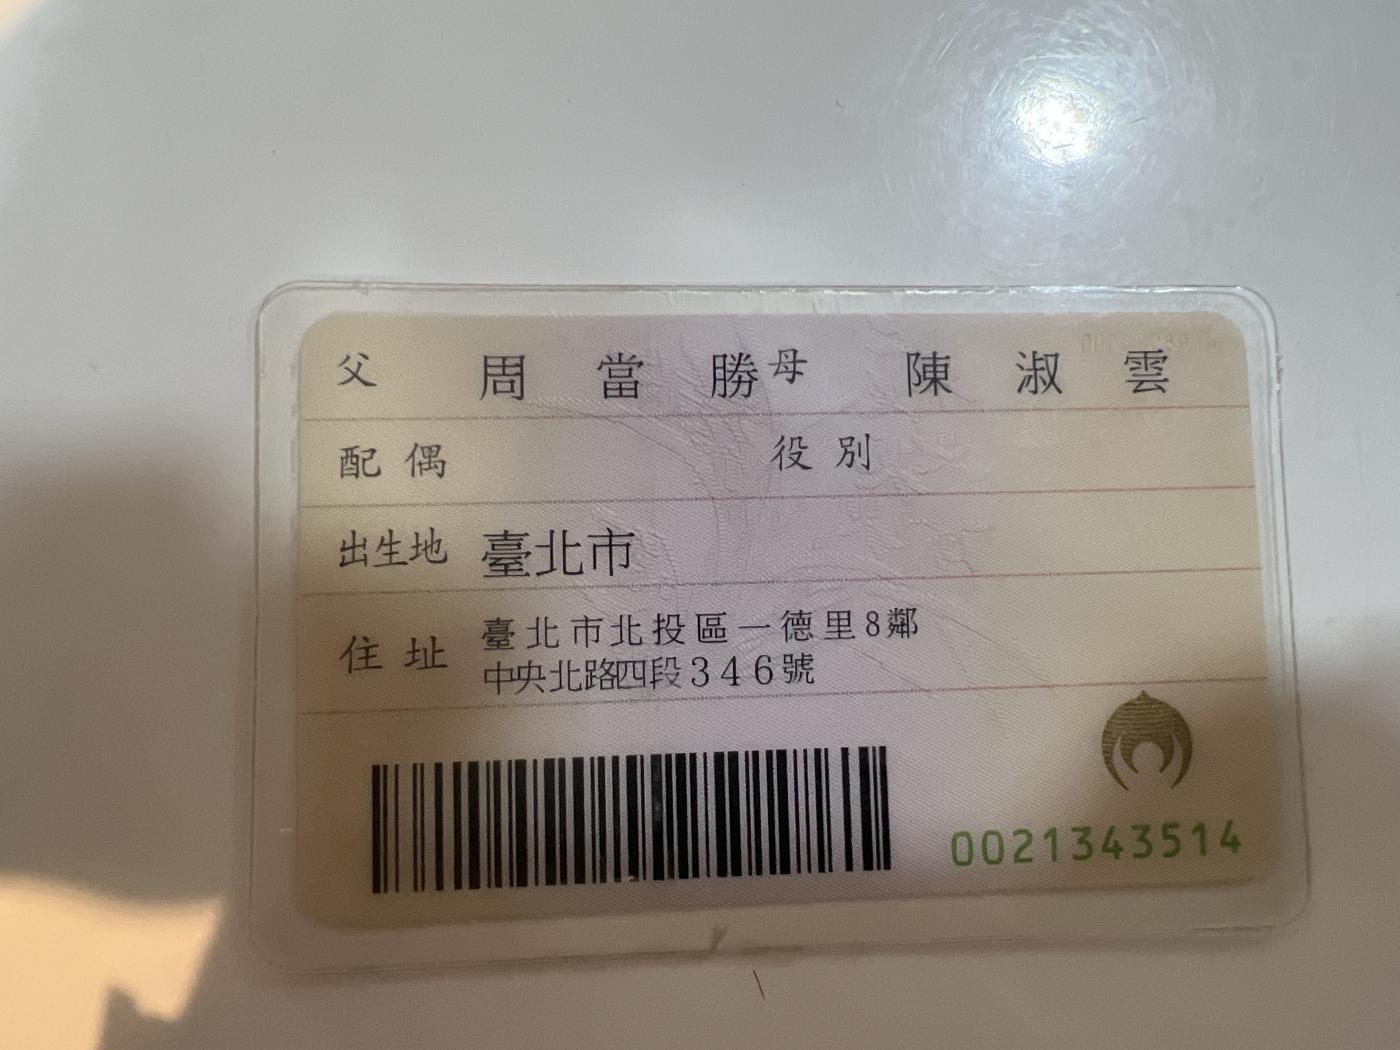 父 周當勝 母 陳淑雲
配偶 役別
出生地 臺北市
住址 臺北市北投區一德里8鄰
中央北路四段346號
0021343514